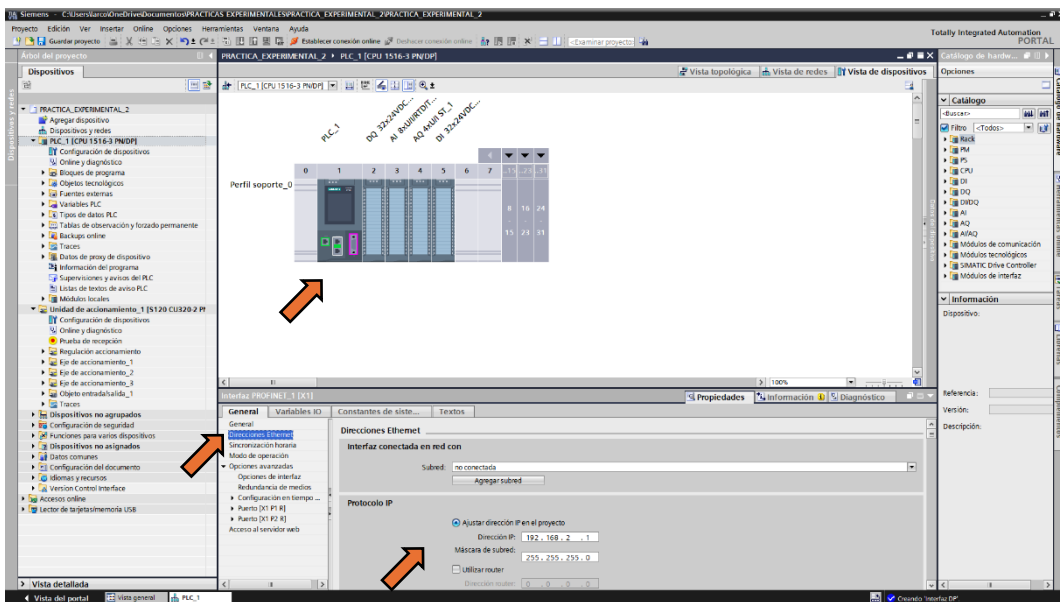 Siemens - C:\Users\larco\OneDrive\Documentos\PRACTICAS EXPERIMENTALES\PRACTICA_EXPERIMENTAL_2\PRACTICA_EXPERIMENTAL_2
Proyecto Edición Ver Insertar Online Opciones Herramientas Ventana Ayuda
Totally Integrated Automation
PORTAL
Guardar proyecto Establecer conexión online Deshacer conexión online <Examinar proyecto>
Árbol del proyecto
PRACTICA_EXPERIMENTAL_2 PLC_1 [CPU 1516-3 PN/DP]
Catálogo de hardw...
Dispositivos
Vista topológica Vista de redes Vista de dispositivos
Opciones
PLC_1 [CPU 1516-3 PN/DP]
Dispositivos y redes
PRACTICA_EXPERIMENTAL_2
Agregar dispositivo
Dispositivos y redes
PLC_1 [CPU 1516-3 PN/DP]
Configuración de dispositivos
Online y diagnóstico
Bloques de programa
Objetos tecnológicos
Fuentes externas
Variables PLC
Tipos de datos PLC
Tablas de observación y forzado permanente
Backups online
Traces
Datos de proxy de dispositivo
Información del programa
Supervisiones y avisos del PLC
Listas de textos de aviso PLC
Módulos locales
Unidad de accionamiento_1 [S120 CU320-2 PN
Configuración de dispositivos
Online y diagnóstico
Prueba de recepción
Regulación accionamiento
Eje de accionamiento_1
Eje de accionamiento_2
Eje de accionamiento_3
Objeto entrada/salida_1
Traces
Dispositivos no agrupados
Configuración de seguridad
Funciones para varios dispositivos
Dispositivos no asignados
Datos comunes
Configuración del documento
Idiomas y recursos
Version Control Interface
Accesos online
Lector de tarjetas/memoria USB
PLC_1
DQ 32x24VDC...
AI 8xU/I/RTD/T...
AQ 4xU/I ST_1
DI 32x24VDC...
0 1 2 3 4 5 6 7
Perfil soporte_0
8 16 24
15 23 31
100%
Catálogo
<Buscar>
Filtro <Todos>
Rack
PM
PS
CPU
DI
DQ
DI/DQ
AI
AQ
AI/AQ
Módulos de comunicación
Módulos tecnológicos
SIMATIC Drive Controller
Módulos de interfaz
Información
Dispositivo:
Referencia:
Versión:
Descripción:
Interfaz PROFINET_1 [X1]
Propiedades Información Diagnóstico
General Variables IO Constantes de siste... Textos
General
Direcciones Ethernet
Sincronización horaria
Modo de operación
Opciones avanzadas
Opciones de interfaz
Redundancia de medios
Configuración en tiempo ...
Puerto [X1 P1 R]
Puerto [X1 P2 R]
Acceso al servidor web
Direcciones Ethernet
Interfaz conectada en red con
Subred: no conectada
Agregar subred
Protocolo IP
Ajustar dirección IP en el proyecto
Dirección IP: 192 . 168 . 2 . 1
Máscara de subred: 255 . 255 . 255 . 0
Utilizar router
Dirección router: 0 . 0 . 0 . 0
Vista detallada
Vista del portal Vista general PLC_1
Creando 'Interfaz DP'.